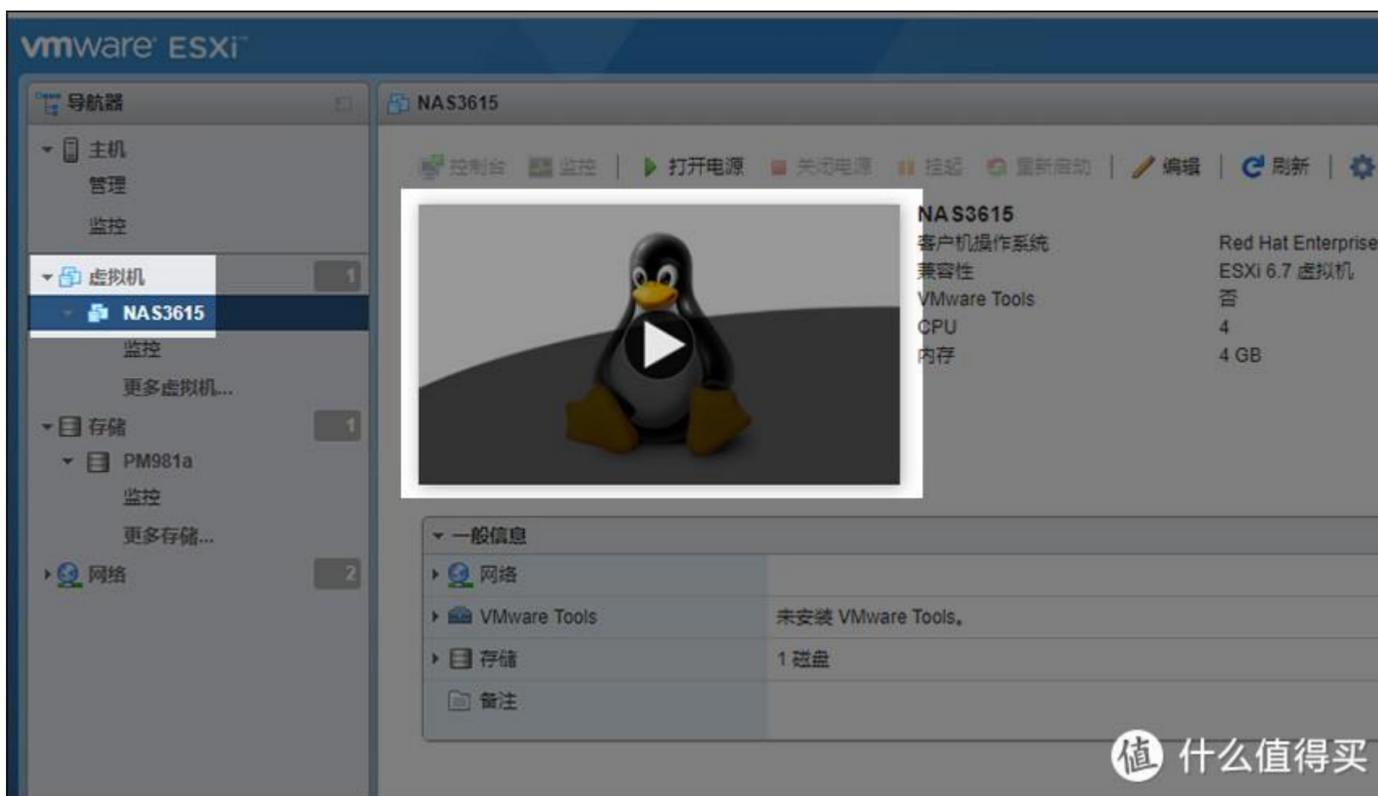 vmware ESXi™
导航器
主机
管理
监控
虚拟机 1
NAS3615
监控
更多虚拟机...
存储 1
PM981a
监控
更多存储...
网络 2
NAS3615
控制台 监控 打开电源 关闭电源 挂起 重新启动 编辑 刷新
NAS3615
客户机操作系统 Red Hat Enterprise
兼容性 ESXi 6.7 虚拟机
VMware Tools 否
CPU 4
内存 4 GB
一般信息
网络
VMware Tools 未安装 VMware Tools。
存储 1 磁盘
备注
值 什么值得买